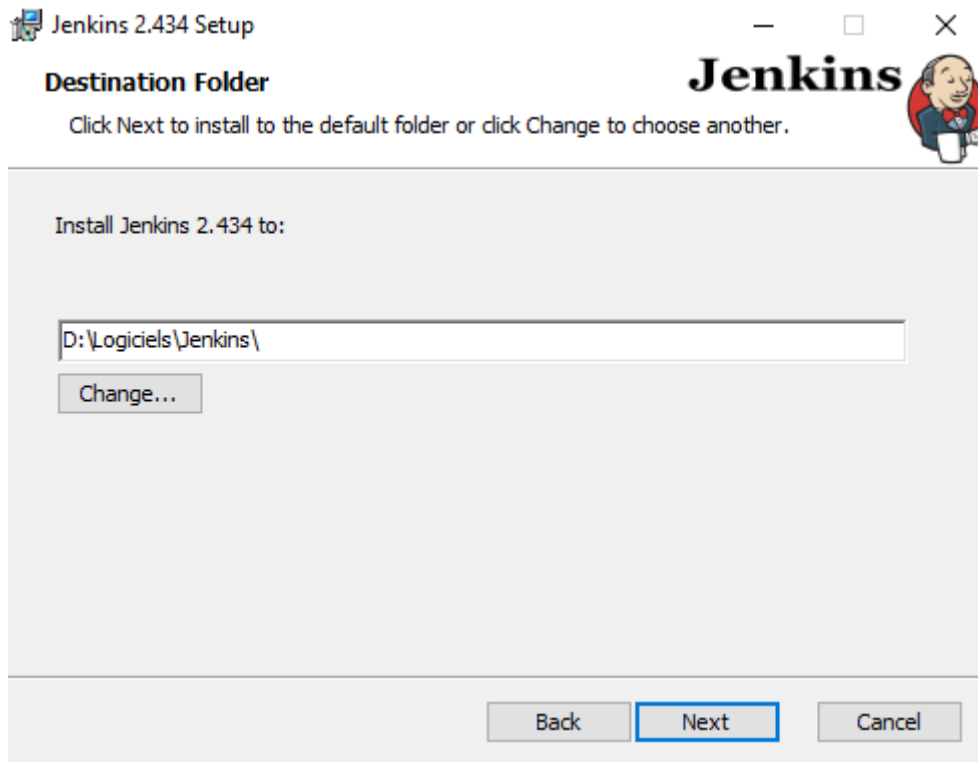 Jenkins 2.434 Setup
Destination Folder
Jenkins
Click Next to install to the default folder or click Change to choose another.
Install Jenkins 2.434 to:
D:\Logiciels\Jenkins\
Change...
Back
Next
Cancel